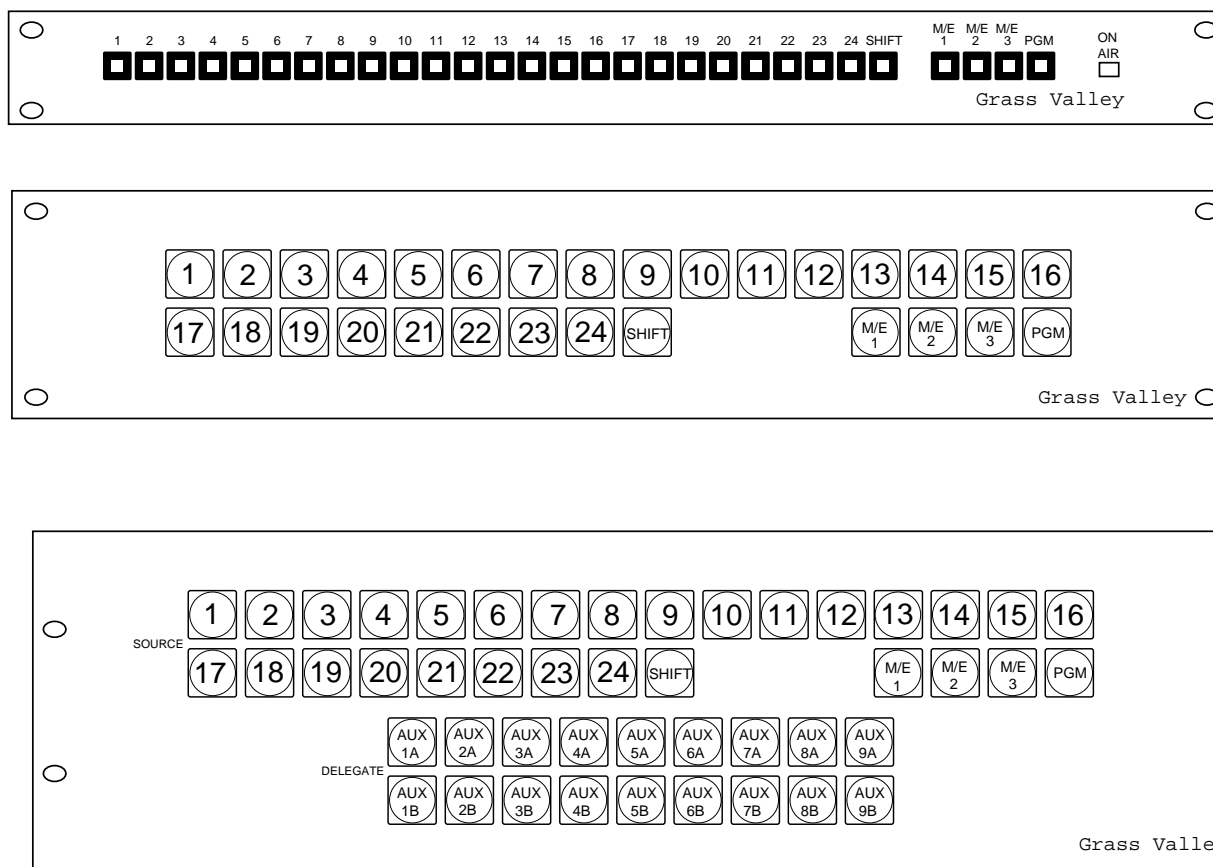 M/E M/E M/E ON
1 2 3 4 5 6 7 8 9 10 11 12 13 14 15 16 17 18 19 20 21 22 23 24 SHIFT 1 2 3 PGM AIR
Grass Valley
1 2 3 4 5 6 7 8 9 10 11 12 13 14 15 16
17 18 19 20 21 22 23 24 SHIFT M/E 1 M/E 2 M/E 3 PGM
Grass Valley
1 2 3 4 5 6 7 8 9 10 11 12 13 14 15 16
SOURCE
17 18 19 20 21 22 23 24 SHIFT M/E 1 M/E 2 M/E 3 PGM
AUX 1A AUX 2A AUX 3A AUX 4A AUX 5A AUX 6A AUX 7A AUX 8A AUX 9A
DELEGATE
AUX 1B AUX 2B AUX 3B AUX 4B AUX 5B AUX 6B AUX 7B AUX 8B AUX 9B
Grass Valle